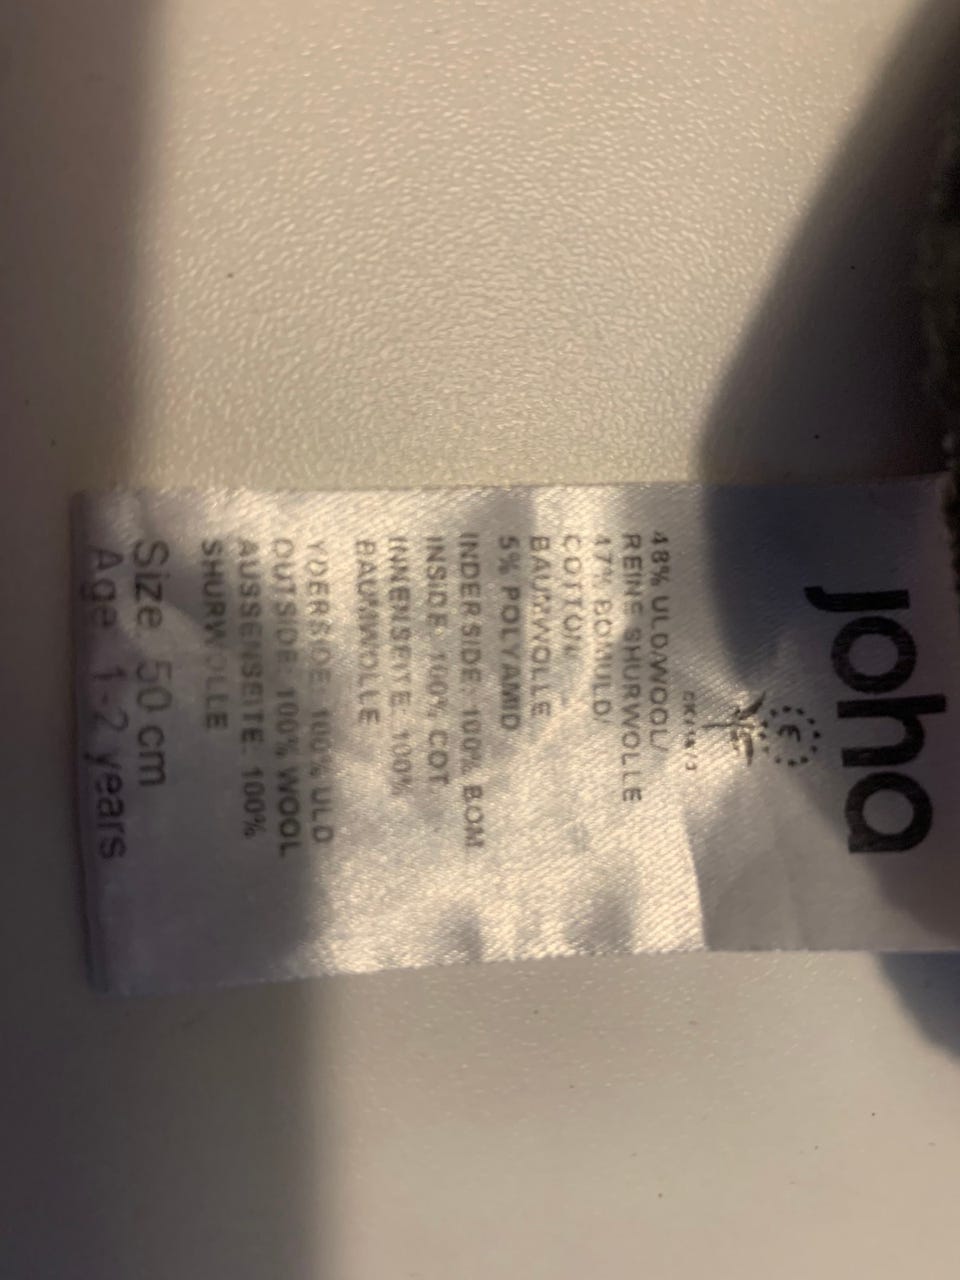 joha
48% ULD/WOOL/
REINE SHURWOLLE
47% BOMULD/
COTTON
BAUMWOLLE
5% POLYAMID
INDERSIDE: 100% BOM
INSIDE: 100% COT
INNENSEITE: 100%
BAUMWOLLE
YDERSIDE: 100% ULD
OUTSIDE: 100% WOOL
AUSSENSEITE: 100%
SHURWOLLE
Size 50 cm
Age 1-2 years